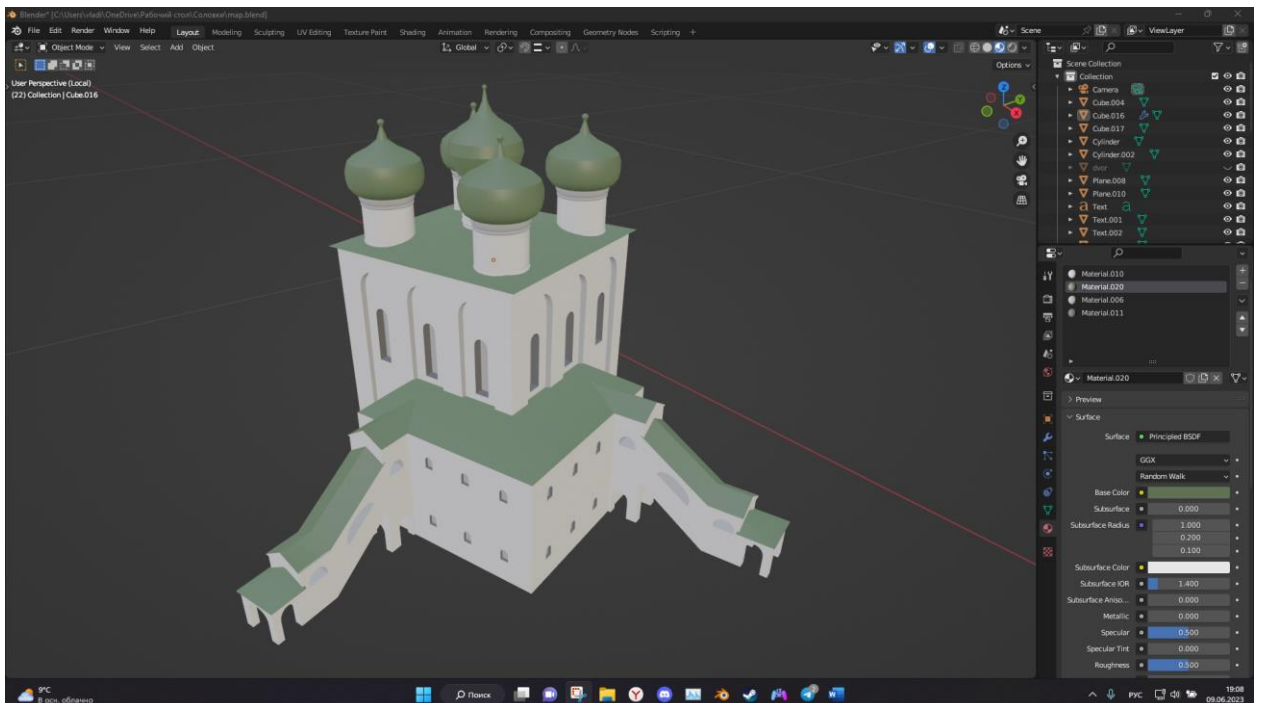 Blender* [C:\Users\vladi\OneDrive\Рабочий стол\Соловки\map.blend]
File Edit Render Window Help Layout Modeling Sculpting UV Editing Texture Paint Shading Animation Rendering Compositing Geometry Nodes Scripting + Scene ViewLayer
Object Mode View Select Add Object Global
Options
User Perspective (Local)
(22) Collection | Cube.016
Z
Y
X
Scene Collection
Collection
Camera
Cube.004
Cube.016
Cube.017
Cylinder
Cylinder.002
dvor
Plane.008
Plane.010
Text
Text.001
Text.002
Material.010
Material.020
Material.006
Material.011
Material.020
Preview
Surface
Surface Principled BSDF
GGX
Random Walk
Base Color
Subsurface 0.000
Subsurface Radius 1.000
0.200
0.100
Subsurface Color
Subsurface IOR 1.400
Subsurface Aniso... 0.000
Metallic 0.000
Specular 0.500
Specular Tint 0.000
Roughness 0.500
9°C
В осн. облачно
Поиск
РУС
19:08
09.06.2023